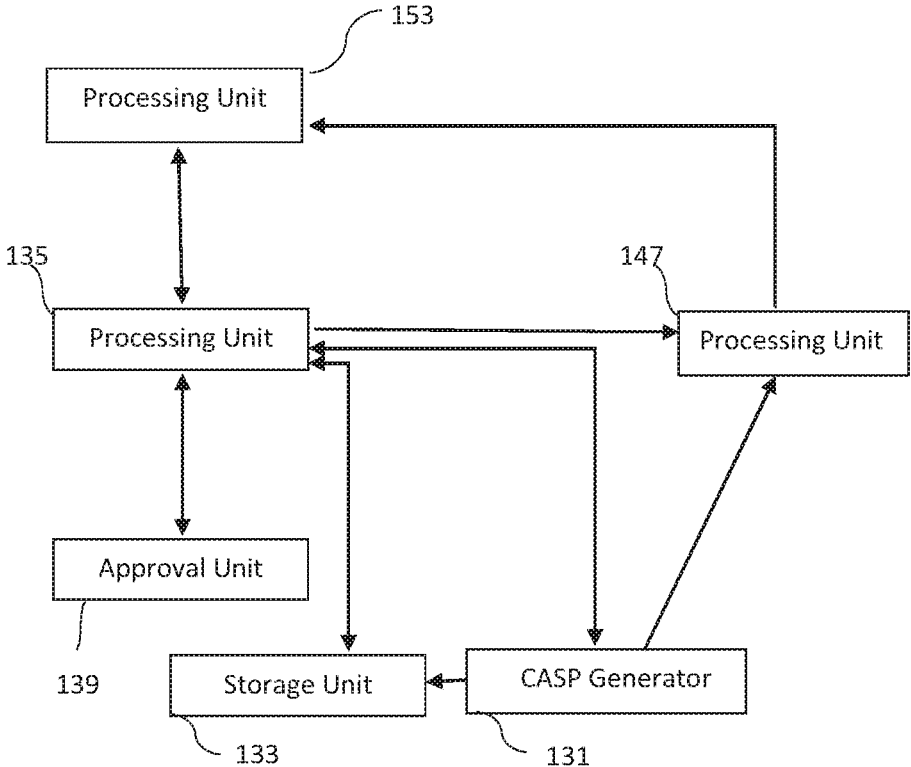 153
Processing Unit
135
147
Processing Unit
Processing Unit
Approval Unit
139
Storage Unit
CASP Generator
133
131